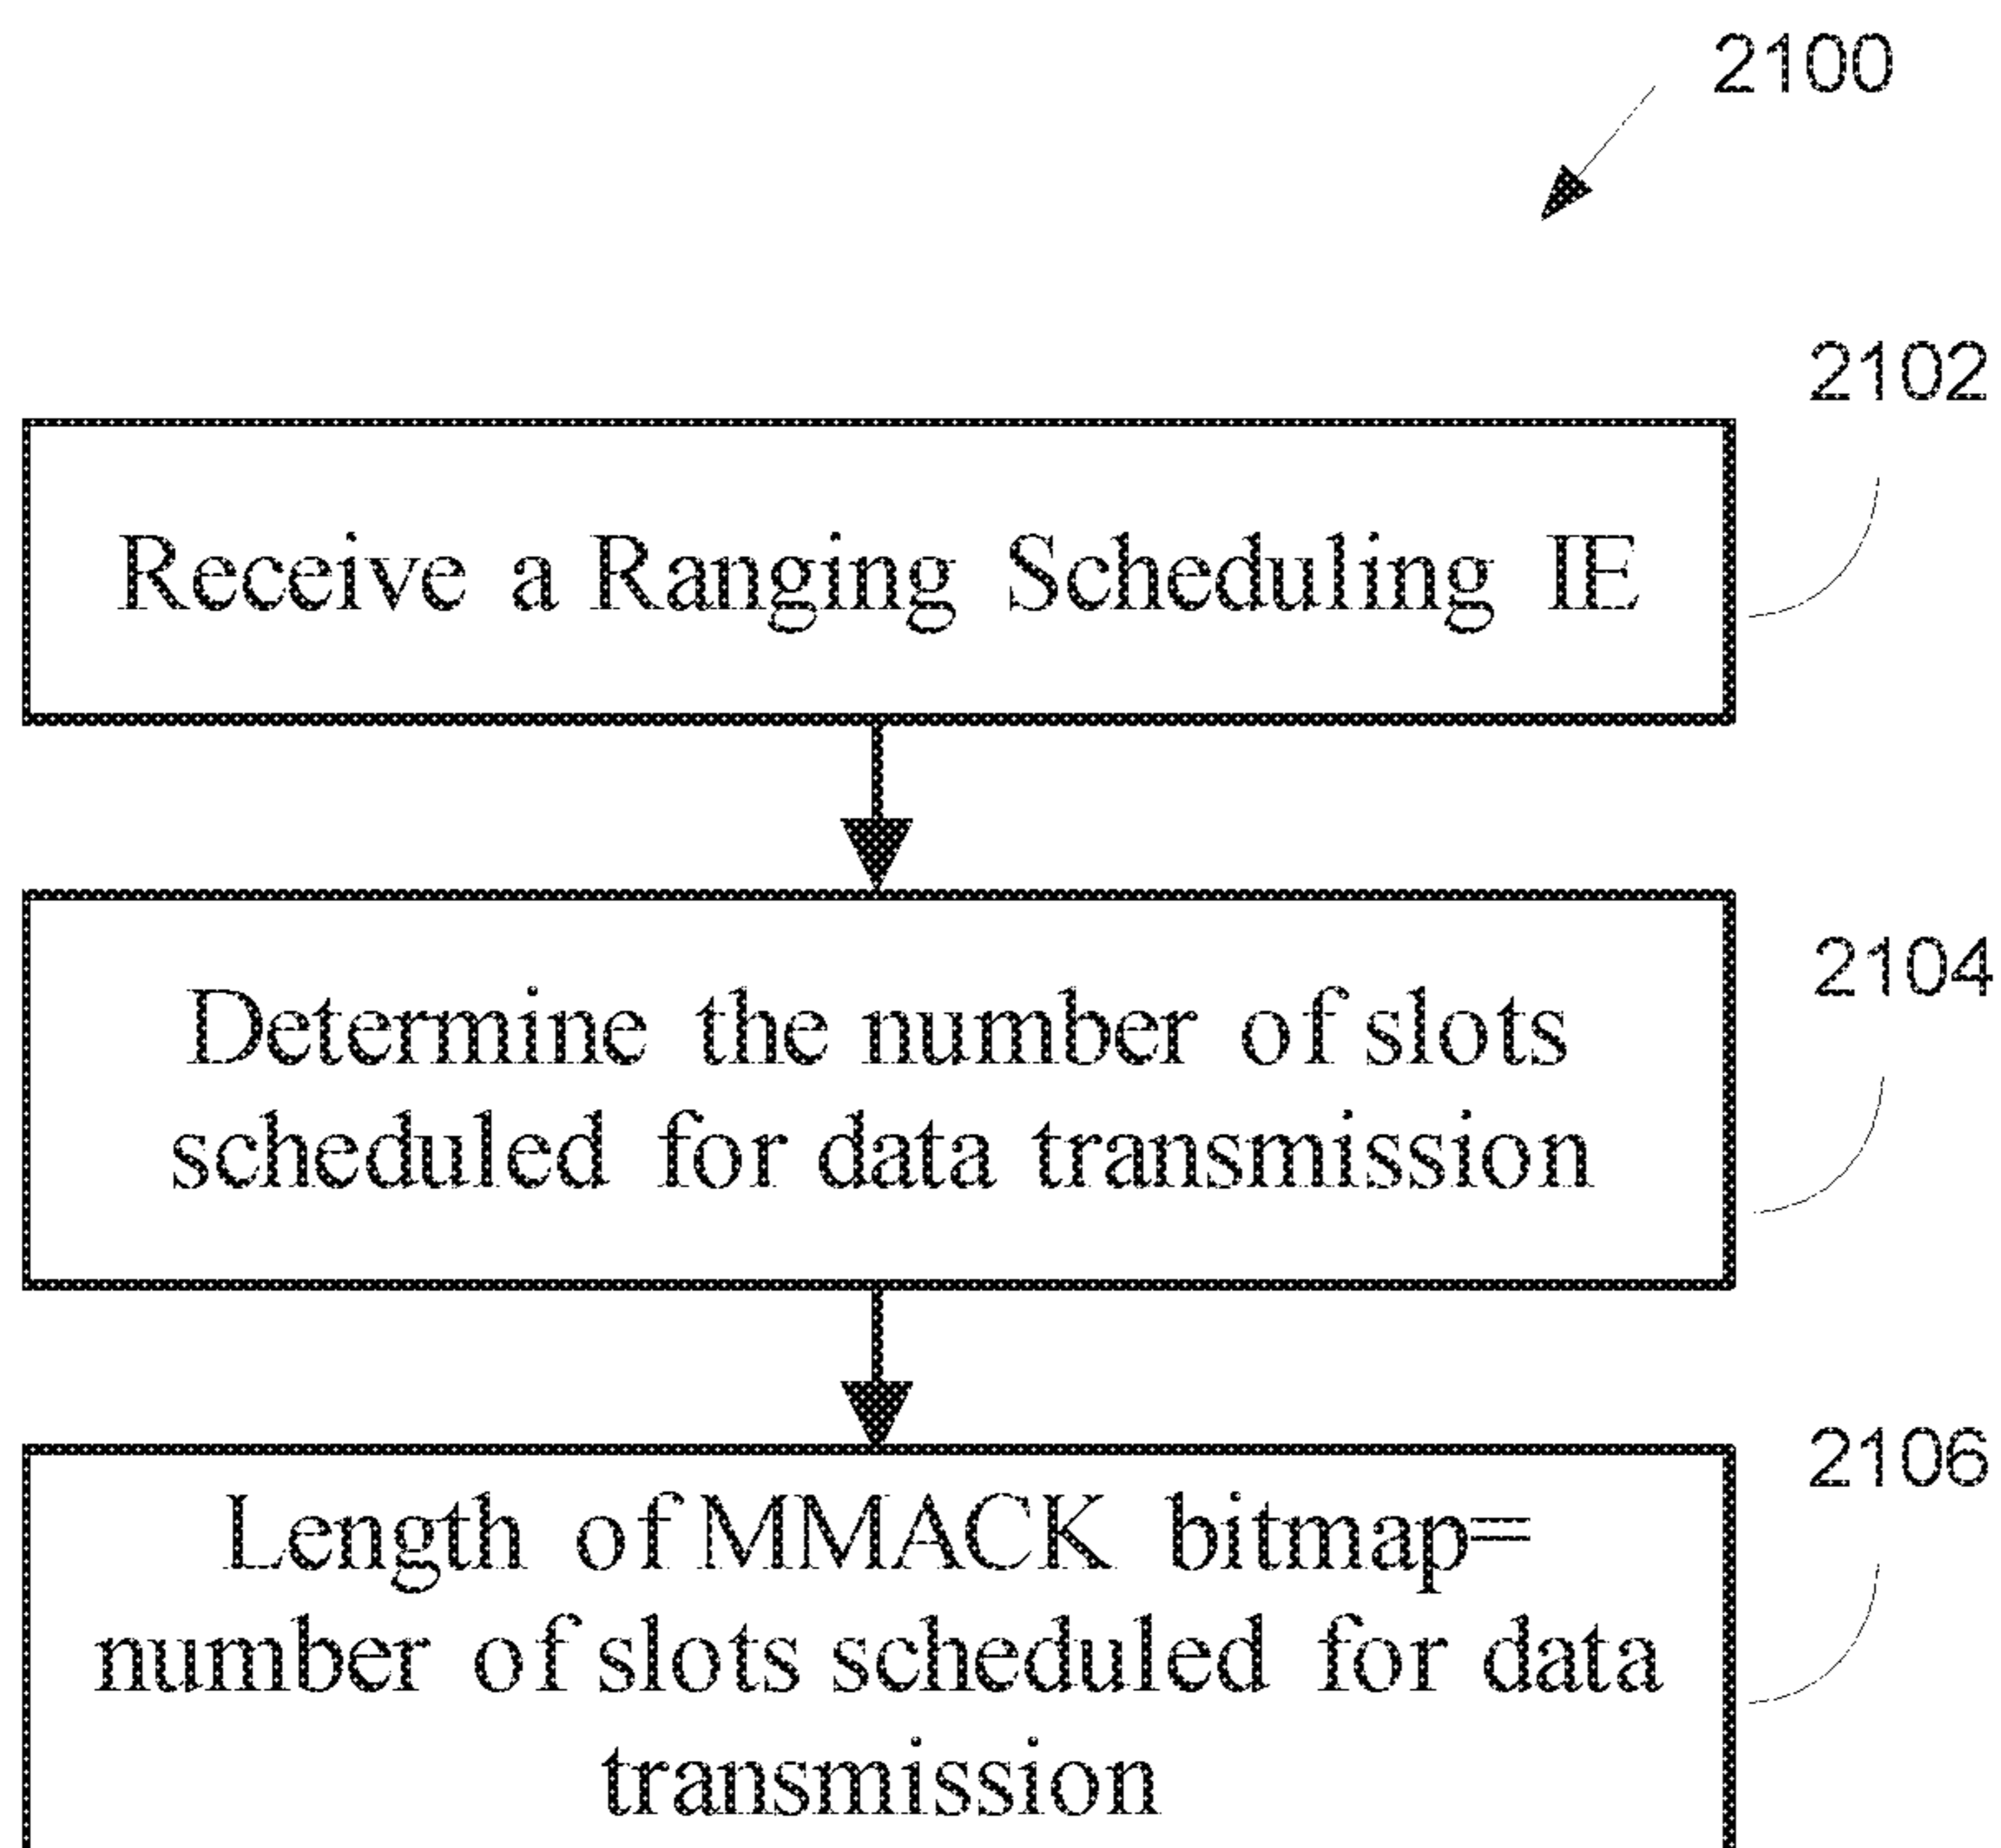 2100
2102
Receive a Ranging Scheduling IE
2104
Determine the number of slots
scheduled for data transmission
2106
Length of MMACK bitmap=
number of slots scheduled for data
transmission